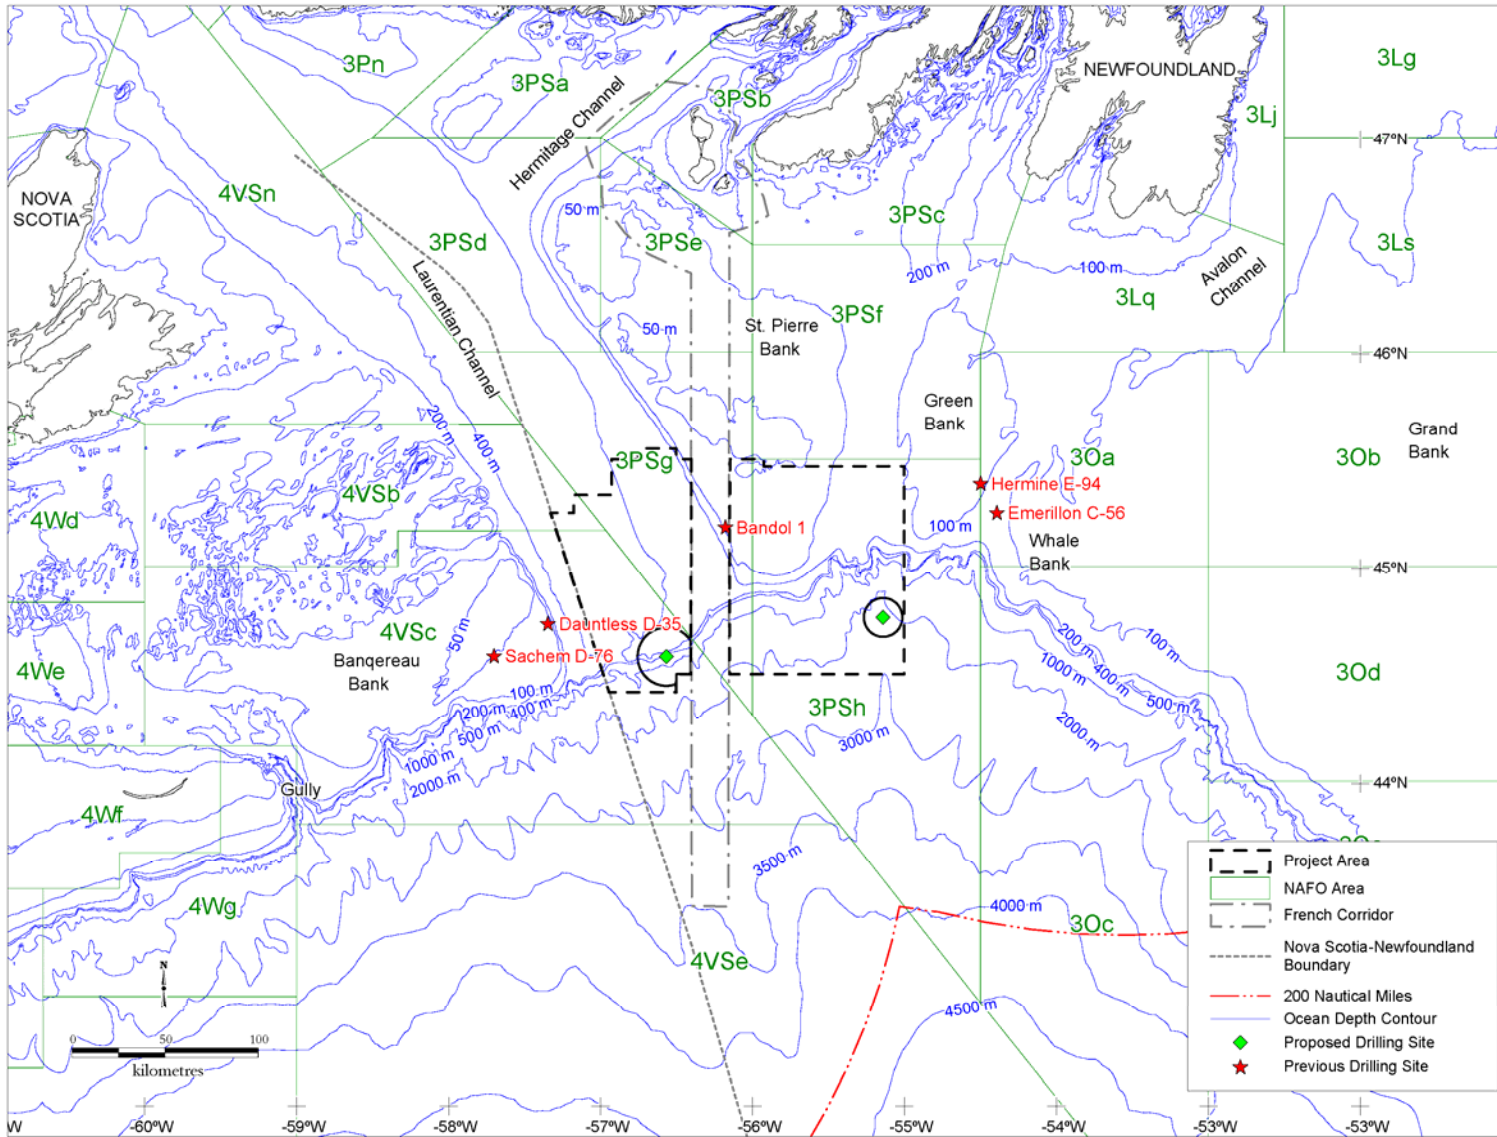 3Pn
3PSa
Hermitage Channel
3PSb
NEWFOUNDLAND
3Lg
3Lj
47°N
NOVA
SCOTIA
4VSn
50 m
3PSc
3PSd
3PSe
3Ls
200 m
100 m
Avalon
Channel
3Lq
Laurentian Channel
50 m
3PSf
St. Pierre
Bank
46°N
Green
Bank
200 m
400 m
Grand
Bank
3PSg
3Oa
3Ob
4VSb
Hermine E-94
4Wd
Emerillon C-56
Bandol 1
100 m
Whale
Bank
45°N
Dauntless D-35
4VSc
50 m
Sachem D-76
Banqereau
Bank
4We
200 m
400 m
100 m
1000 m
500 m
3Od
100 m
200 m
400 m
500 m
1000 m
2000 m
3PSh
2000 m
3000 m
44°N
Gully
4Wf
3500 m
4Wg
4000 m
3Oc
4VSe
4500 m
N
0 50 100
kilometres
Project Area
NAFO Area
French Corridor
Nova Scotia-Newfoundland
Boundary
200 Nautical Miles
Ocean Depth Contour
Proposed Drilling Site
Previous Drilling Site
-60°W -59°W -58°W -57°W -56°W -55°W -54°W -53°W -53°W